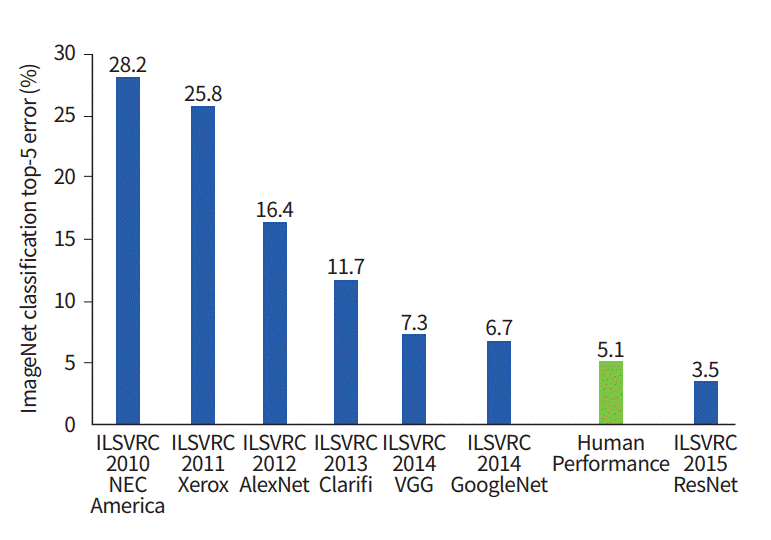 ImageNet classification top-5 error (%)
30
25
20
15
10
5
0
28.2
25.8
16.4
11.7
7.3
6.7
5.1
3.5
ILSVRC
2010
NEC
America
ILSVRC
2011
Xerox
ILSVRC
2012
AlexNet
ILSVRC
2013
Clarifi
ILSVRC
2014
VGG
ILSVRC
2014
GoogleNet
Human
Performance
ILSVRC
2015
ResNet